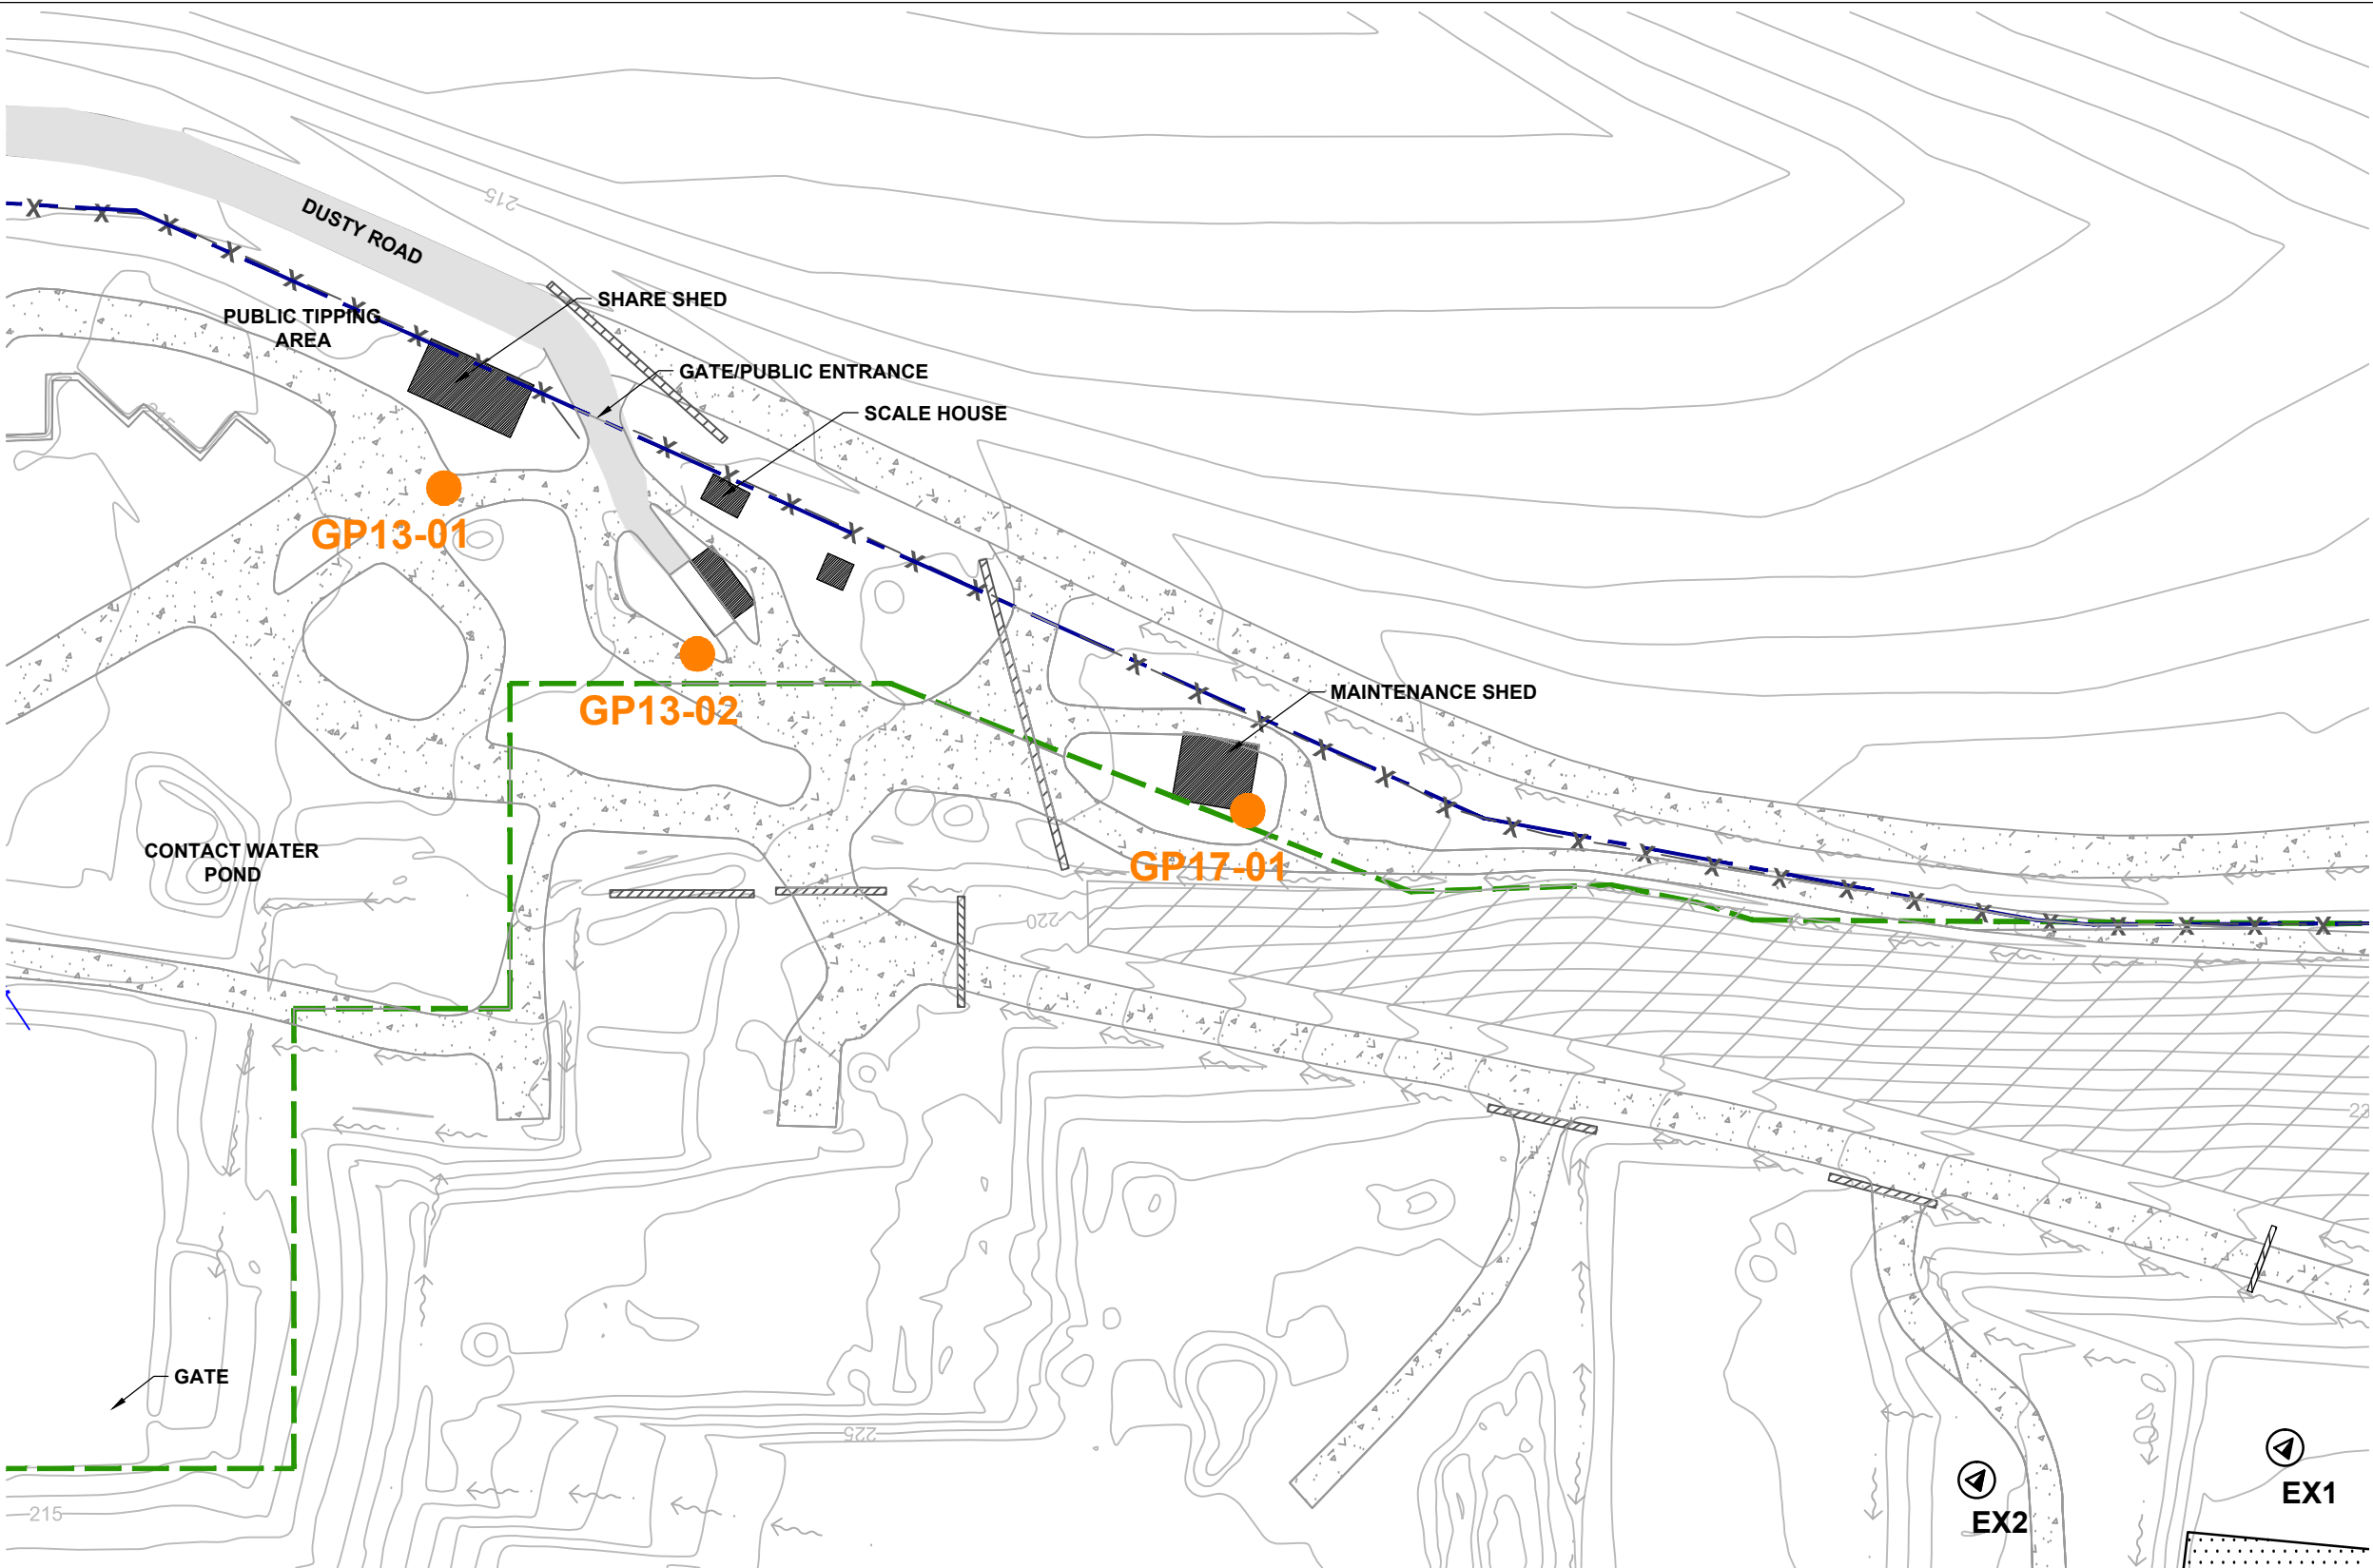 215
DUSTY ROAD
SHARE SHED
PUBLIC TIPPING
AREA
GATE/PUBLIC ENTRANCE
SCALE HOUSE
GP13-01
MAINTENANCE SHED
GP13-02
CONTACT WATER
POND
GP17-01
220
GATE
225
EX1
215
EX2